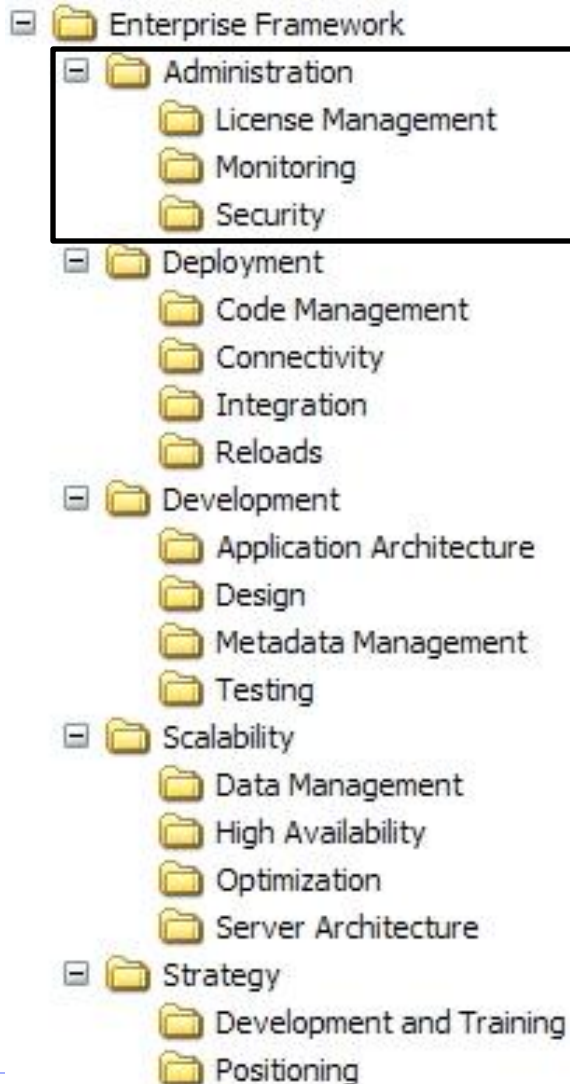 Enterprise Framework
Administration
License Management
Monitoring
Security
Deployment
Code Management
Connectivity
Integration
Reloads
Development
Application Architecture
Design
Metadata Management
Testing
Scalability
Data Management
High Availability
Optimization
Server Architecture
Strategy
Development and Training
Positioning